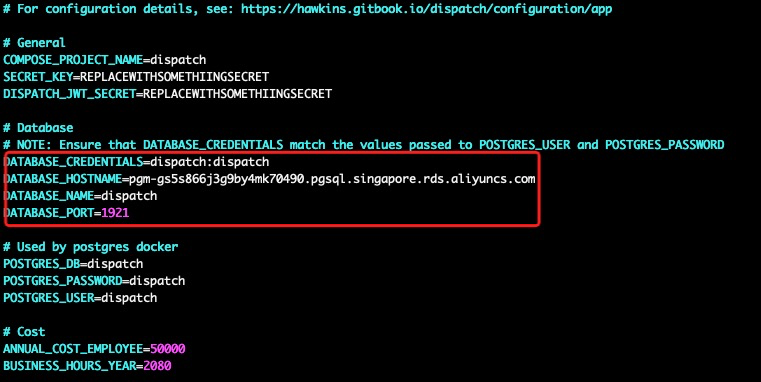 # For configuration details, see: https://hawkins.gitbook.io/dispatch/configuration/app
# General
COMPOSE_PROJECT_NAME=dispatch
SECRET_KEY=REPLACEWITHSOMETHIINGSECRET
DISPATCH_JWT_SECRET=REPLACEWITHSOMETHIINGSECRET
# Database
# NOTE: Ensure that DATABASE_CREDENTIALS match the values passed to POSTGRES_USER and POSTGRES_PASSWORD
DATABASE_CREDENTIALS=dispatch:dispatch
DATABASE_HOSTNAME=pgm-gs5s866j3g9by4mk70490.pgsql.singapore.rds.aliyuncs.com
DATABASE_NAME=dispatch
DATABASE_PORT=1921
# Used by postgres docker
POSTGRES_DB=dispatch
POSTGRES_PASSWORD=dispatch
POSTGRES_USER=dispatch
# Cost
ANNUAL_COST_EMPLOYEE=50000
BUSINESS_HOURS_YEAR=2080